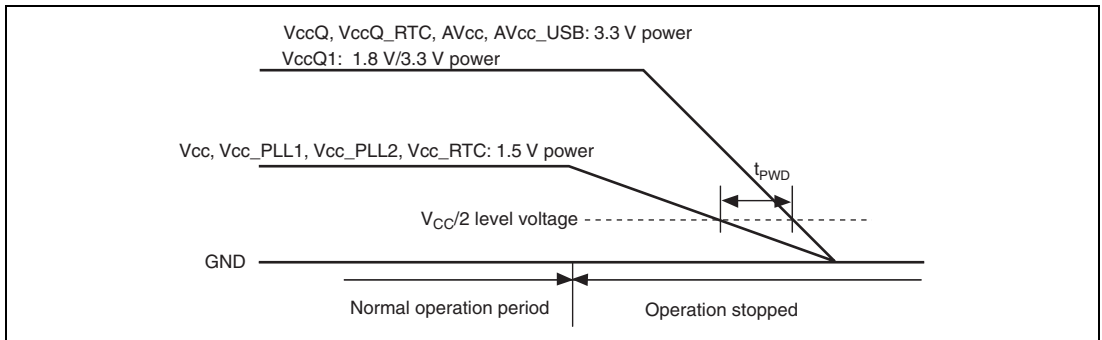 VccQ, VccQ_RTC, AVcc, AVcc_USB: 3.3 V power
VccQ1: 1.8 V/3.3 V power
Vcc, Vcc_PLL1, Vcc_PLL2, Vcc_RTC: 1.5 V power
tPWD
VCC/2 level voltage
GND
Normal operation period
Operation stopped